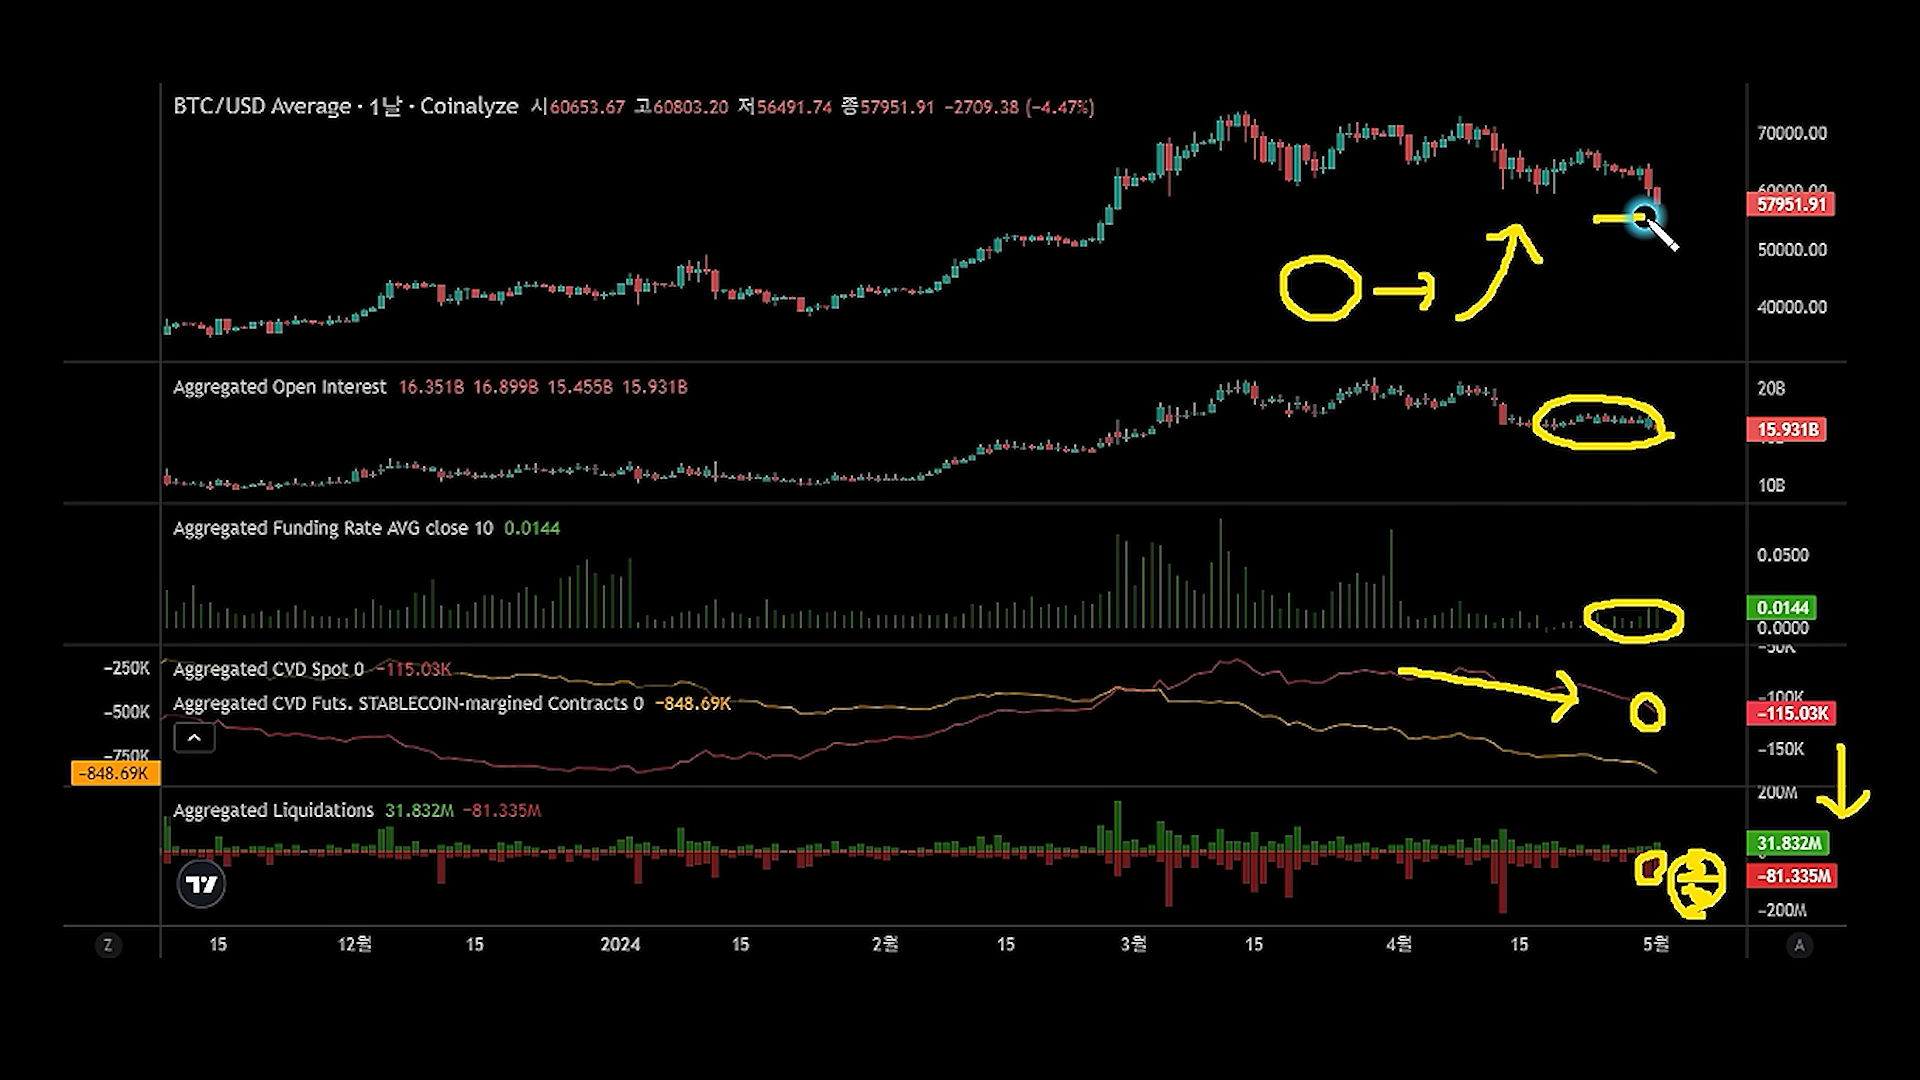 BTC/USD Average · 1날 · Coinalyze 시60653.67 고60803.20 저56491.74 종57951.91 −2709.38 (−4.47%)
70000.00
60000.00
57951.91
50000.00
40000.00
Aggregated Open Interest 16.351B 16.899B 15.455B 15.931B
20B
15.931B
10B
Aggregated Funding Rate AVG close 10 0.0144
0.0500
0.0144
0.0000
−50K
−250K
Aggregated CVD Spot 0 −115.03K
−100K
Aggregated CVD Futs. STABLECOIN-margined Contracts 0 −848.69K
−500K
−115.03K
−750K
−150K
−848.69K
200M
Aggregated Liquidations 31.832M −81.335M
31.832M
−81.335M
−200M
Z 15 12월 15 2024 15 2월 15 3월 15 4월 15 5월 A